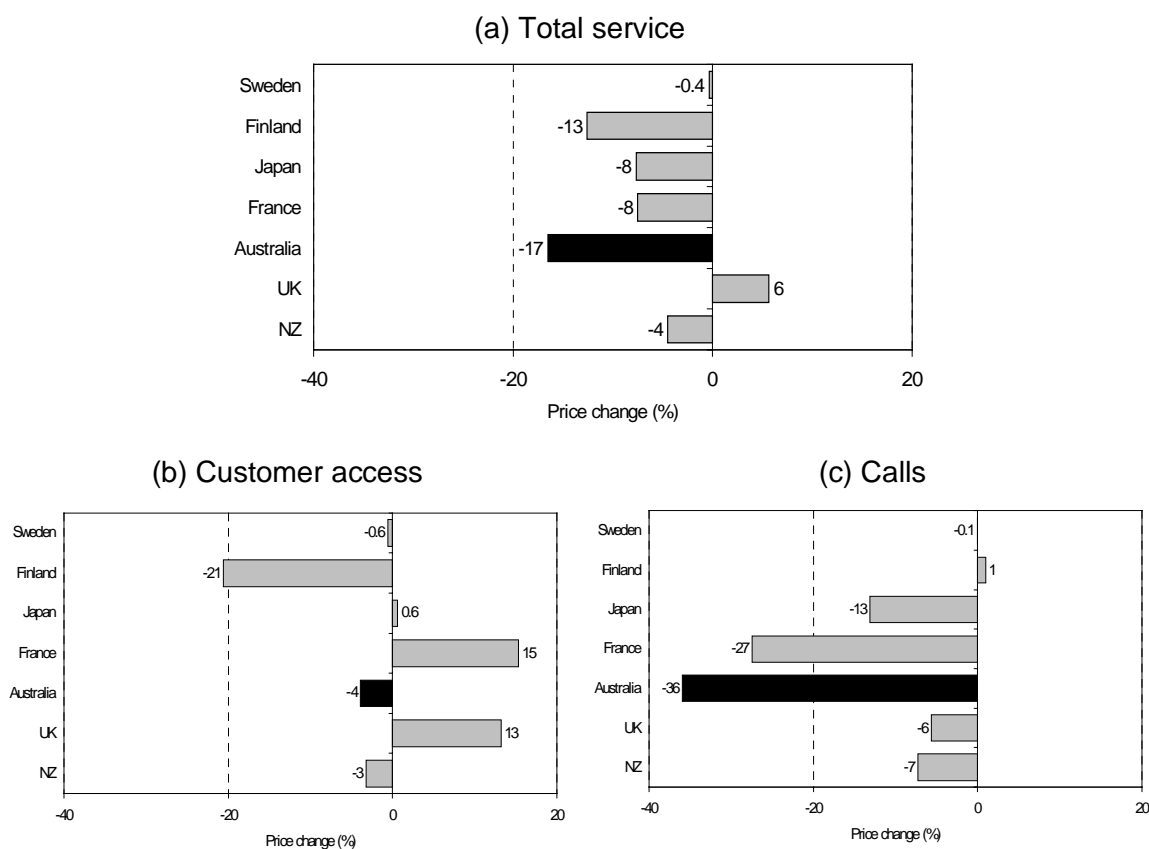 (a) Total service
Sweden -0.4
Finland -13
Japan -8
France -8
Australia -17
UK 6
NZ -4
-40 -20 0 20
Price change (%)
(b) Customer access
Sweden -0.6
Finland -21
Japan 0.6
France 15
Australia -4
UK 13
NZ -3
-40 -20 0 20
Price change (%)
(c) Calls
Sweden -0.1
Finland 1
Japan -13
France -27
Australia -36
UK -6
NZ -7
-40 -20 0 20
Price change (%)